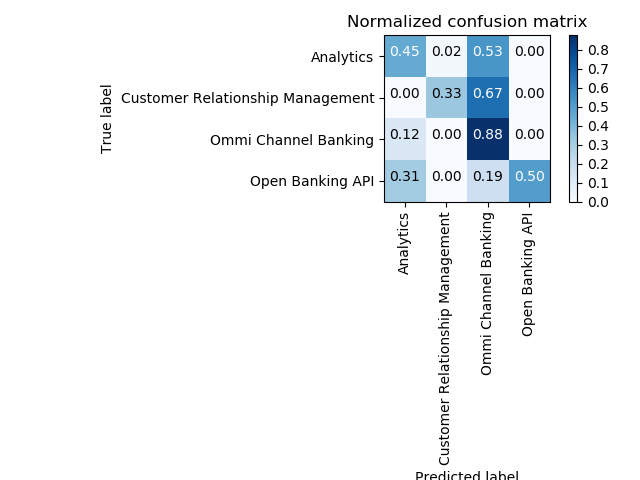 Normalized confusion matrix
True label
Analytics 0.45 0.02 0.53 0.00
Customer Relationship Management 0.00 0.33 0.67 0.00
Ommi Channel Banking 0.12 0.00 0.88 0.00
Open Banking API 0.31 0.00 0.19 0.50
0.8
0.7
0.6
0.5
0.4
0.3
0.2
0.1
0.0
Analytics
Customer Relationship Management
Ommi Channel Banking
Open Banking API
Predicted label